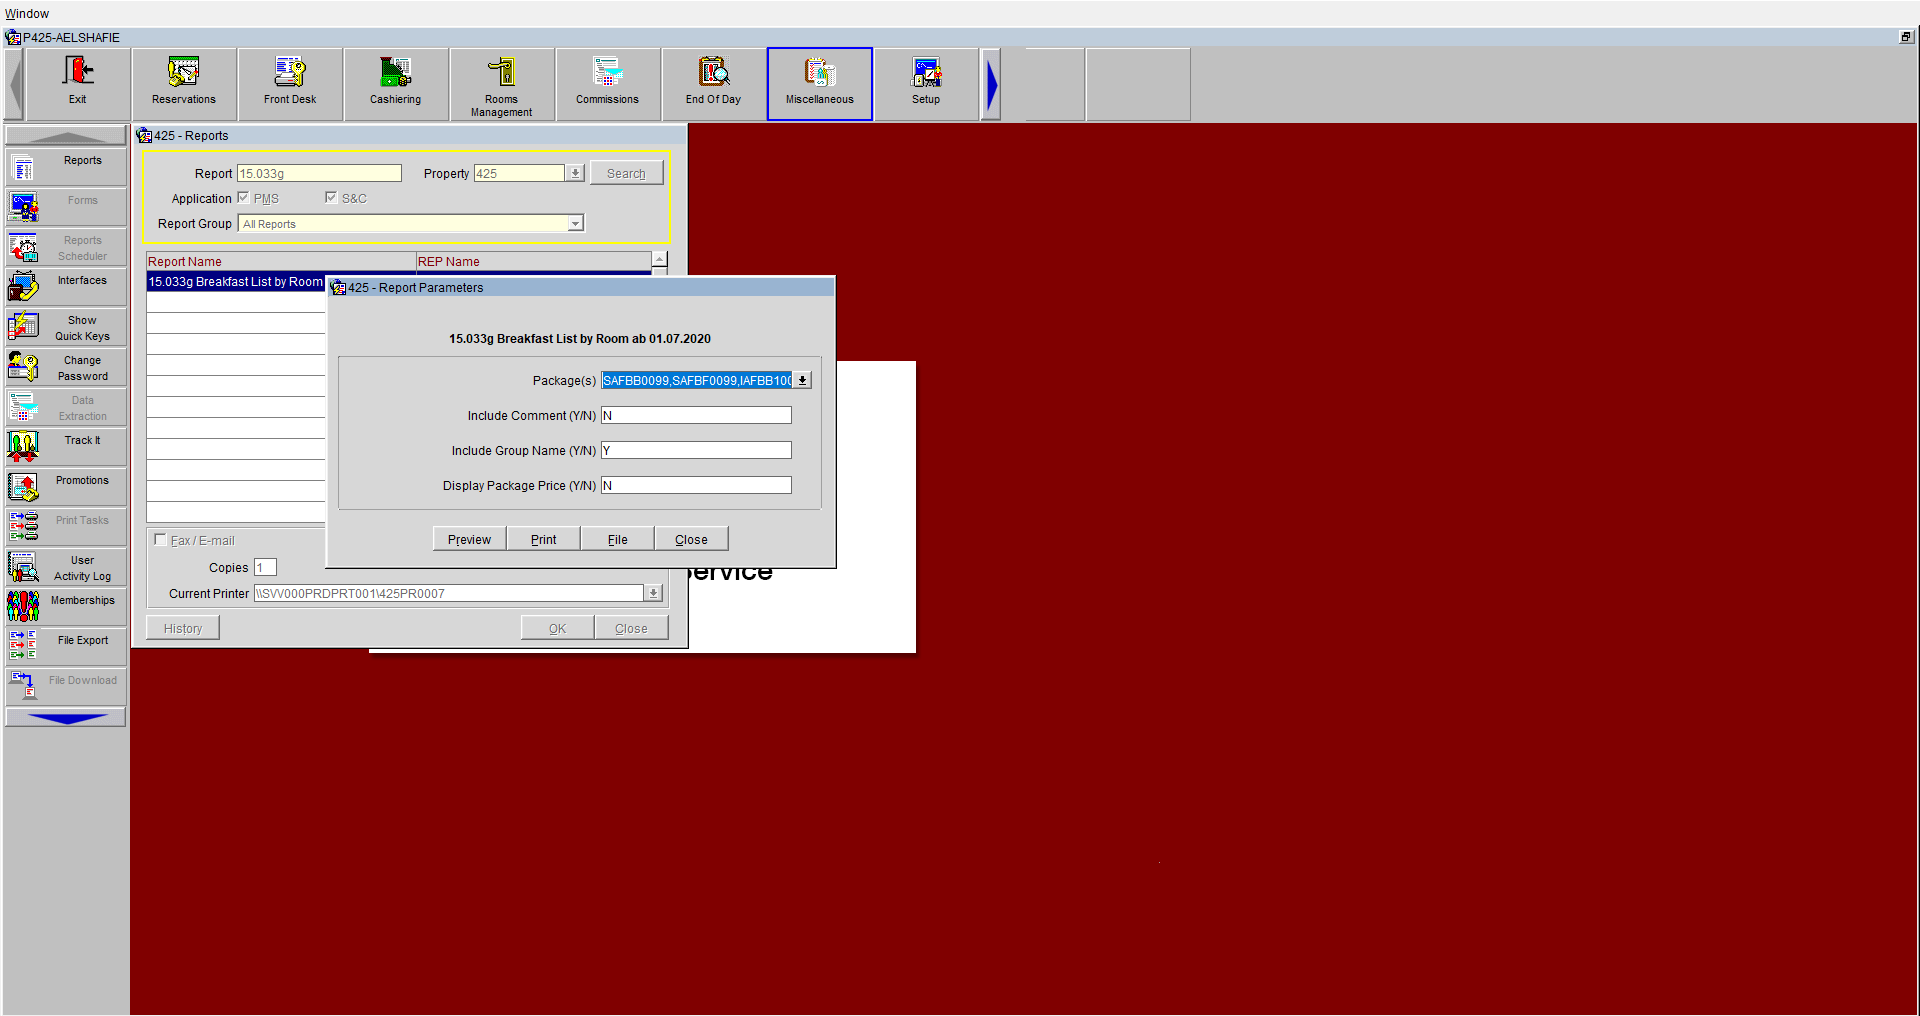 Window
P425-AELSHAFIE
Exit
Reservations
Front Desk
Cashiering
Rooms
Management
Commissions
End Of Day
Miscellaneous
Setup
Reports
Forms
Reports
Scheduler
Interfaces
Show
Quick Keys
Change
Password
Data
Extraction
Track It
Promotions
Print Tasks
User
Activity Log
Memberships
File Export
File Download
425 - Reports
Report 15.033g Property 425 Search
Application PMS S&C
Report Group All Reports
Report Name REP Name
15.033g Breakfast List by Room
425 - Report Parameters
15.033g Breakfast List by Room ab 01.07.2020
Package(s) SAFBB0099,SAFBF0099,IAFBB100
Include Comment (Y/N) N
Include Group Name (Y/N) Y
Display Package Price (Y/N) N
Preview Print File Close
Fax / E-mail
Copies 1
Current Printer \\SVV000PRDPRT001\425PR0007
History OK Close